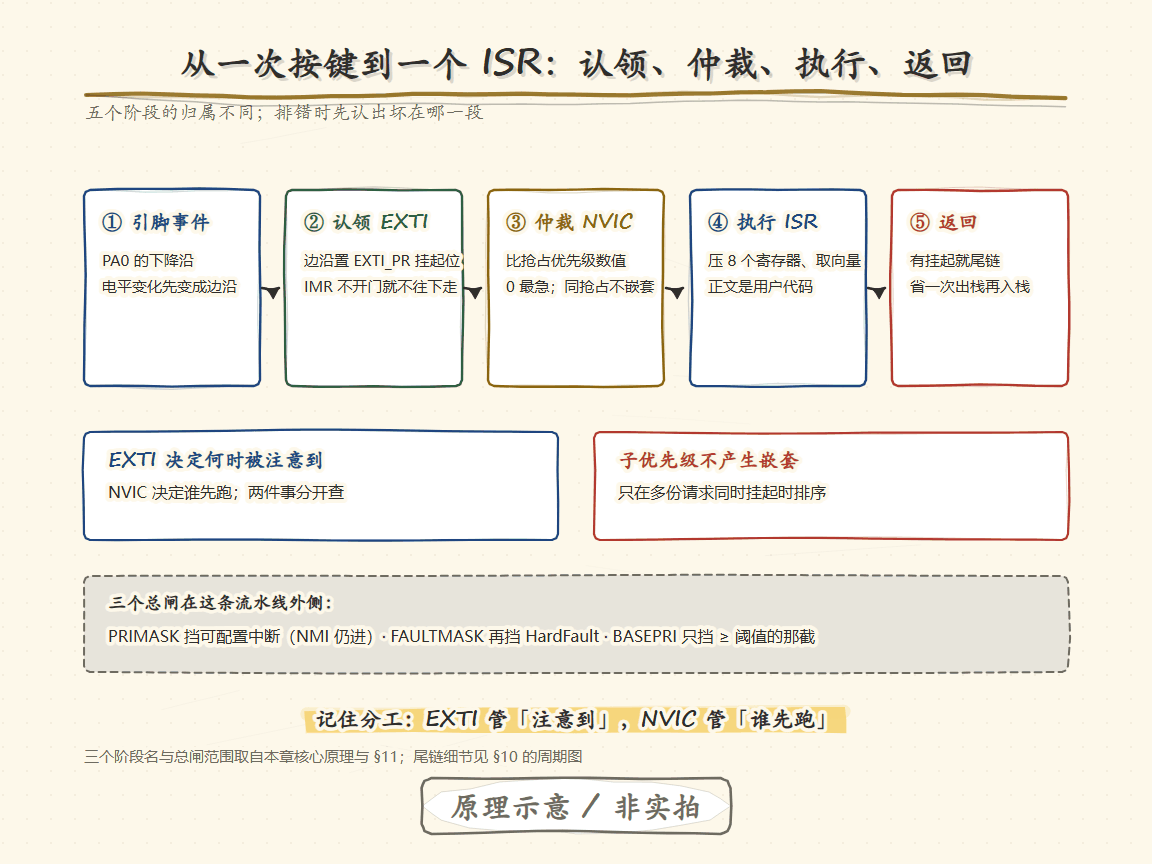 从一次按键到一个 ISR：认领、仲裁、执行、返回
五个阶段的归属不同；排错时先认出坏在哪一段
① 引脚事件
PA0 的下降沿
电平变化先变成边沿
② 认领 EXTI
边沿置 EXTI_PR 挂起位
IMR 不开门就不往下走
③ 仲裁 NVIC
比抢占优先级数值
0 最急；同抢占不嵌套
④ 执行 ISR
压 8 个寄存器、取向量
正文是用户代码
⑤ 返回
有挂起就尾链
省一次出栈再入栈
EXTI 决定何时被注意到
NVIC 决定谁先跑；两件事分开查
子优先级不产生嵌套
只在多份请求同时挂起时排序
三个总闸在这条流水线外侧：
PRIMASK 挡可配置中断（NMI 仍进）· FAULTMASK 再挡 HardFault · BASEPRI 只挡 ≥ 阈值的那截
记住分工：EXTI 管「注意到」，NVIC 管「谁先跑」
三个阶段名与总闸范围取自本章核心原理与 §11；尾链细节见 §10 的周期图
原理示意 / 非实拍